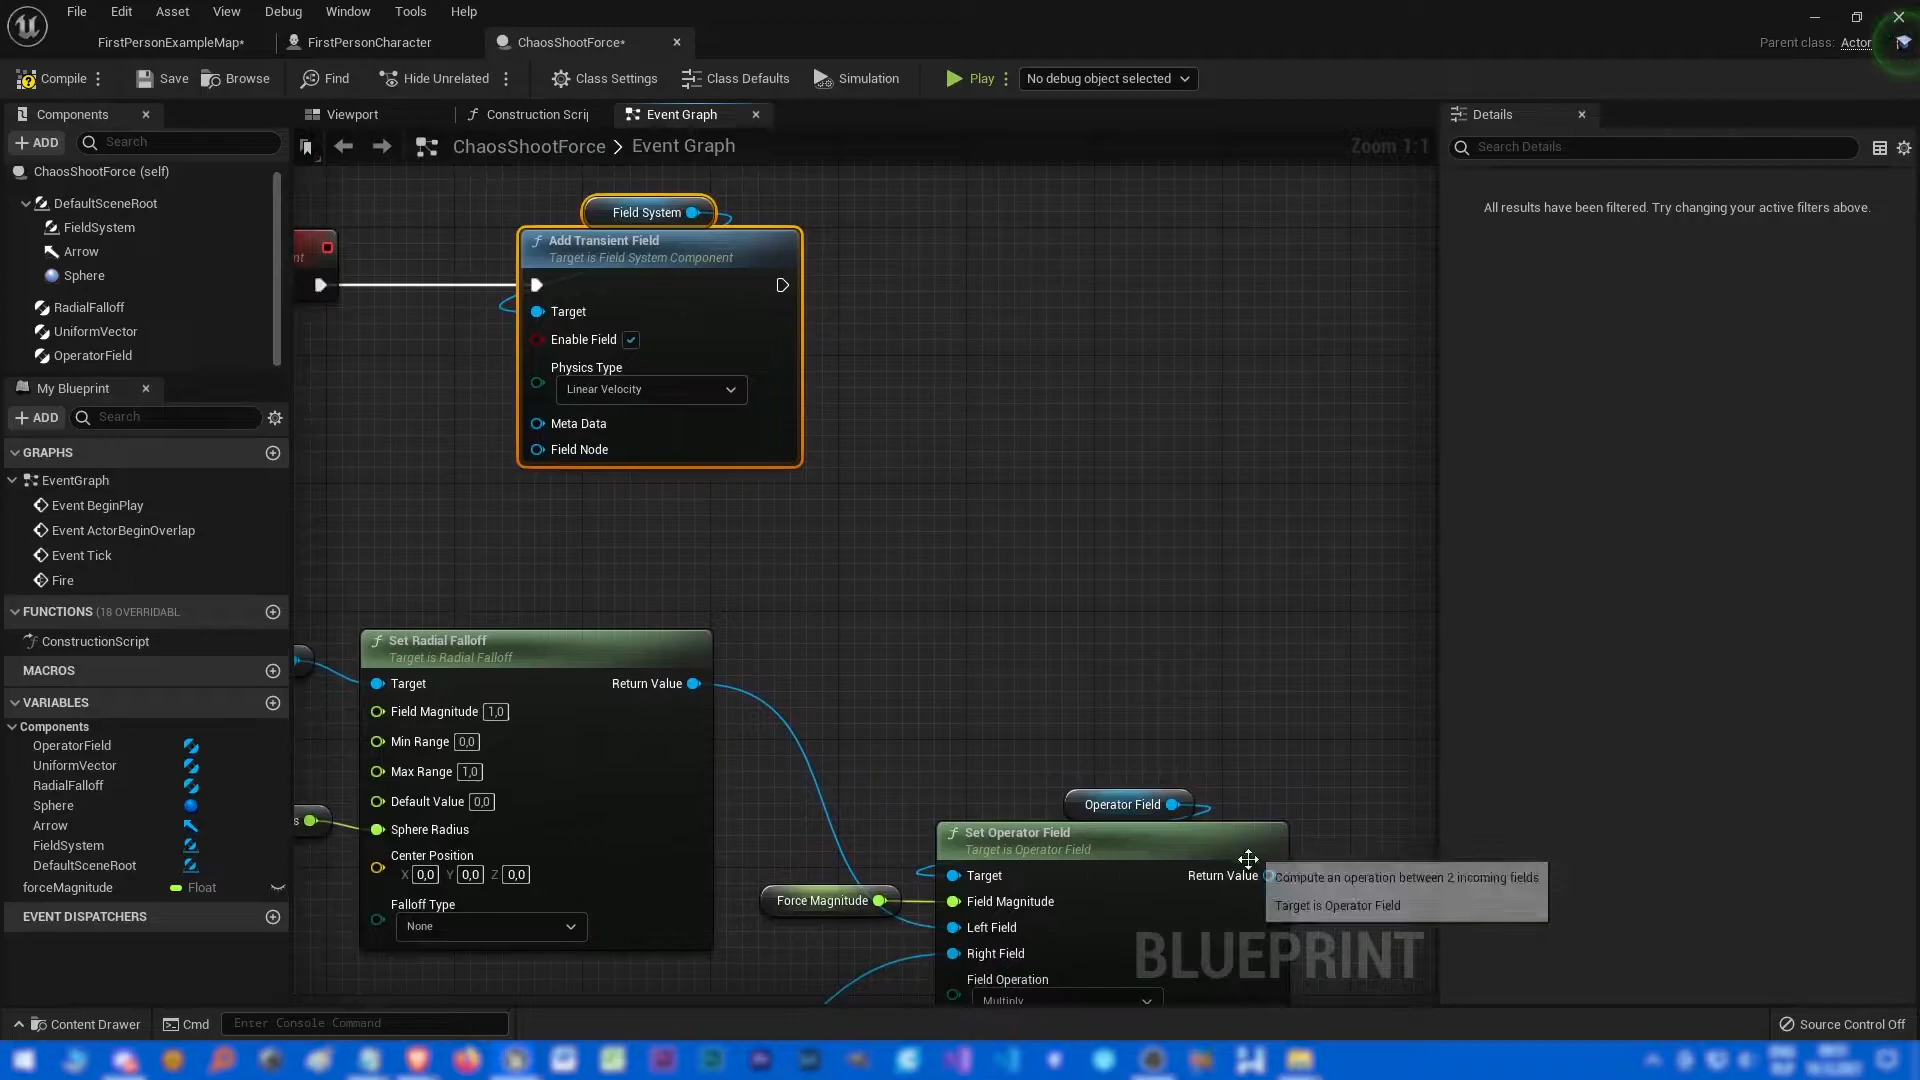 File Edit Asset View Debug Window Tools Help
FirstPersonExampleMap* FirstPersonCharacter ChaosShootForce* Parent class: Actor
Compile Save Browse Find Hide Unrelated Class Settings Class Defaults Simulation Play No debug object selected
Components Viewport Construction Scrip Event Graph Details
ADD Search ChaosShootForce > Event Graph Zoom 1:1 Search Details
ChaosShootForce (self)
DefaultSceneRoot
FieldSystem
Arrow
Sphere
RadialFalloff
UniformVector
OperatorField
All results have been filtered. Try changing your active filters above.
My Blueprint
ADD Search
GRAPHS
EventGraph
Event BeginPlay
Event ActorBeginOverlap
Event Tick
Fire
FUNCTIONS (18 OVERRIDABL
ConstructionScript
MACROS
VARIABLES
Components
OperatorField
UniformVector
RadialFalloff
Sphere
Arrow
FieldSystem
DefaultSceneRoot
forceMagnitude Float
EVENT DISPATCHERS
nt
Field System
Add Transient Field
Target is Field System Component
Target
Enable Field
Physics Type
Linear Velocity
Meta Data
Field Node
Set Radial Falloff
Target is Radial Falloff
Target Return Value
Field Magnitude 1,0
Min Range 0,0
Max Range 1,0
Default Value 0,0
s Sphere Radius
Center Position
X 0,0 Y 0,0 Z 0,0
Falloff Type
None
Force Magnitude
Operator Field
Set Operator Field
Target is Operator Field
Target Return Value
Field Magnitude
Left Field
Right Field
Field Operation
Multiply
Compute an operation between 2 incoming fields
Target is Operator Field
BLUEPRINT
Content Drawer Cmd Enter Console Command Source Control Off